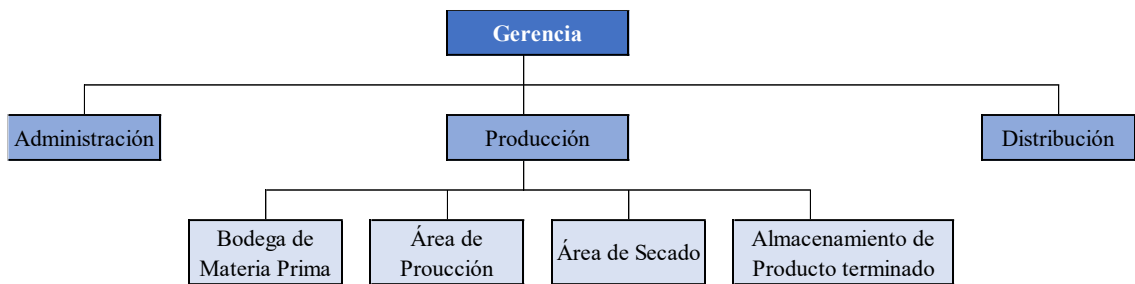 Gerencia
Administración
Producción
Distribución
Bodega de
Materia Prima
Área de
Proucción
Área de Secado
Almacenamiento de
Producto terminado